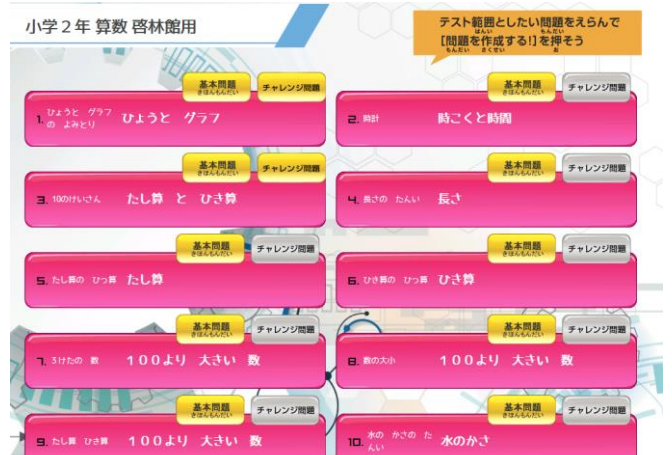 小学2年 算数 啓林館用
テスト範囲としたい問題をえらんで
はんい もんだい
[問題を作成する!]を押そう
もんだい さくせい お
基本問題 チャレンジ問題
きほんもんだい
1. ひょうと グラフ の よみとり ひょうと グラフ
基本問題 チャレンジ問題
きほんもんだい
2. 時計 時こくと時間
基本問題 チャレンジ問題
きほんもんだい
3. 10のけいさん たし算 と ひき算
基本問題 チャレンジ問題
きほんもんだい
4. 長さの たんい 長さ
基本問題 チャレンジ問題
きほんもんだい
5. たし算の ひっ算 たし算
基本問題 チャレンジ問題
きほんもんだい
6. ひき算の ひっ算 ひき算
基本問題 チャレンジ問題
きほんもんだい
7. 3けたの 数 100より 大きい 数
基本問題 チャレンジ問題
きほんもんだい
8. 数の大小 100より 大きい 数
基本問題 チャレンジ問題
きほんもんだい
9. たし算 ひき算 100より 大きい 数
基本問題 チャレンジ問題
きほんもんだい
10. 水の かさの たんい 水のかさ